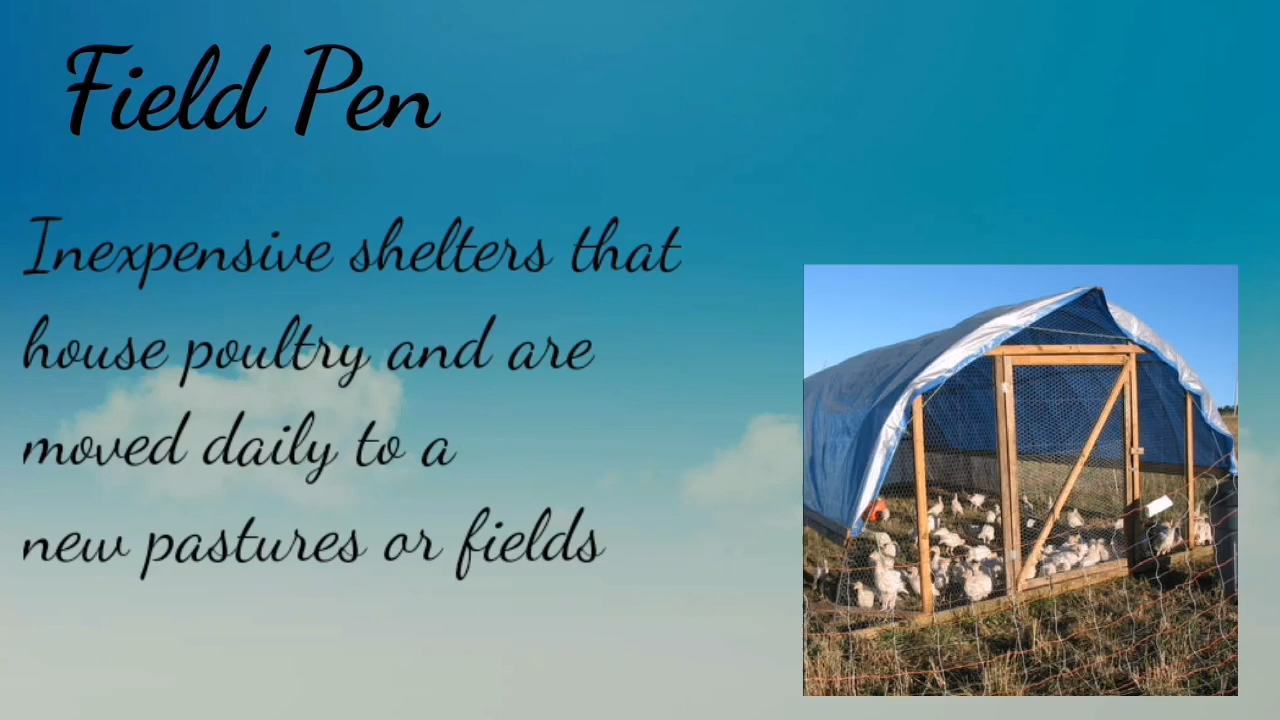 Field Pen
Inexpensive shelters that
house poultry and are
moved daily to a
new pastures or fields